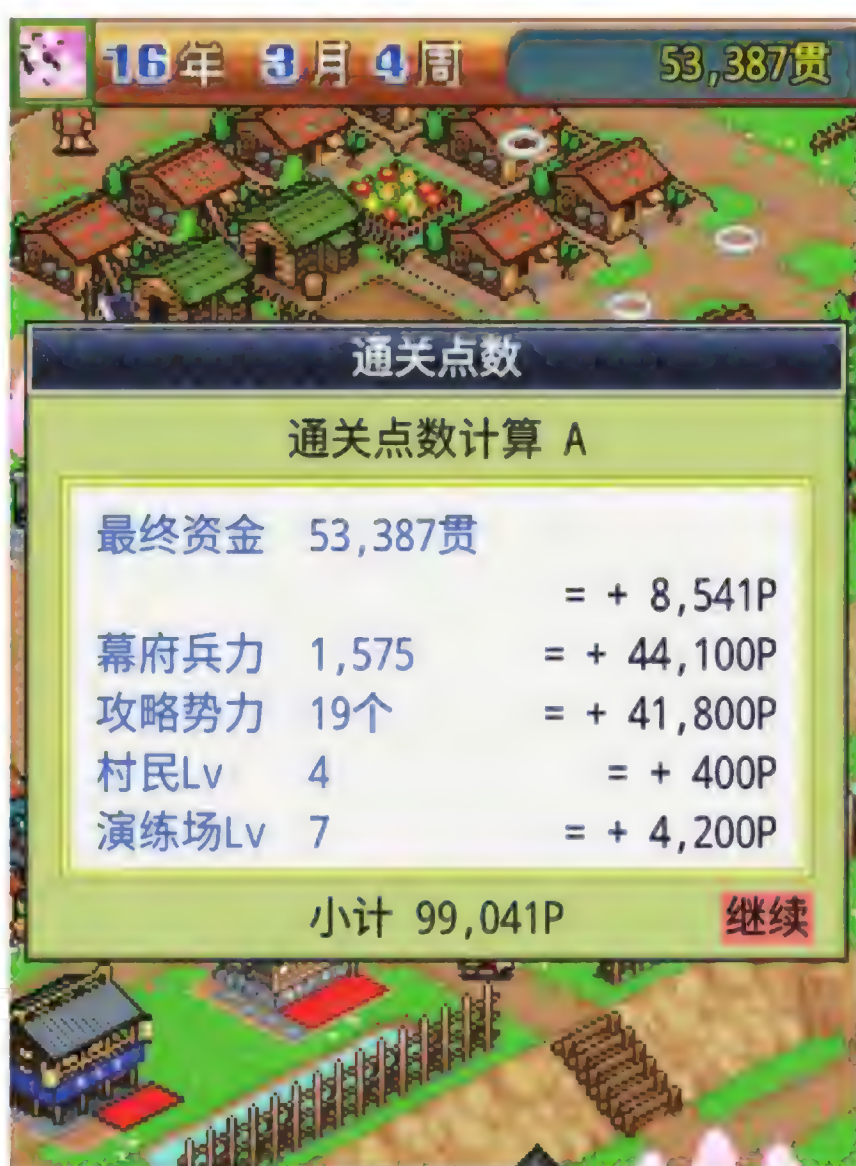 16年 3月 4周
53,387贯
通关点数
通关点数计算 A
最终资金 53,387贯
= + 8,541P
幕府兵力 1,575 = + 44,100P
攻略势力 19个 = + 41,800P
村民Lv 4 = + 400P
演练场Lv 7 = + 4,200P
小计 99,041P 继续